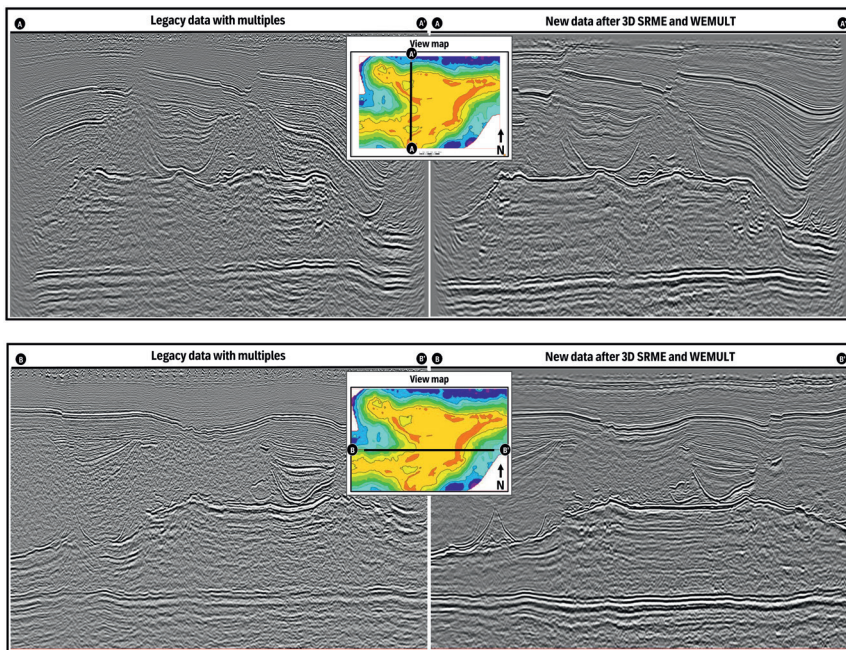 A Legacy data with multiples A'
A New data after 3D SRME and WEMULT A'
View map
A'
A
N
B Legacy data with multiples B'
B New data after 3D SRME and WEMULT B'
View map
B B'
N